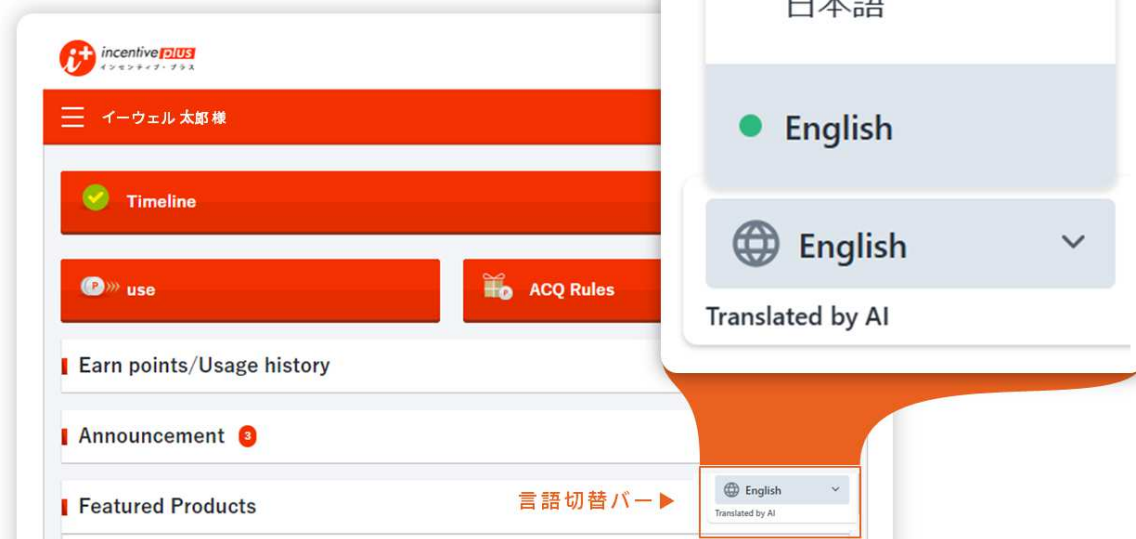 incentive plus
インセンティブ・プラス
イーウェル 太郎 様
Timeline
use
ACQ Rules
Earn points/Usage history
Announcement 3
Featured Products
言語切替バー▶
English
Translated by AI
日本語
English
English
Translated by AI